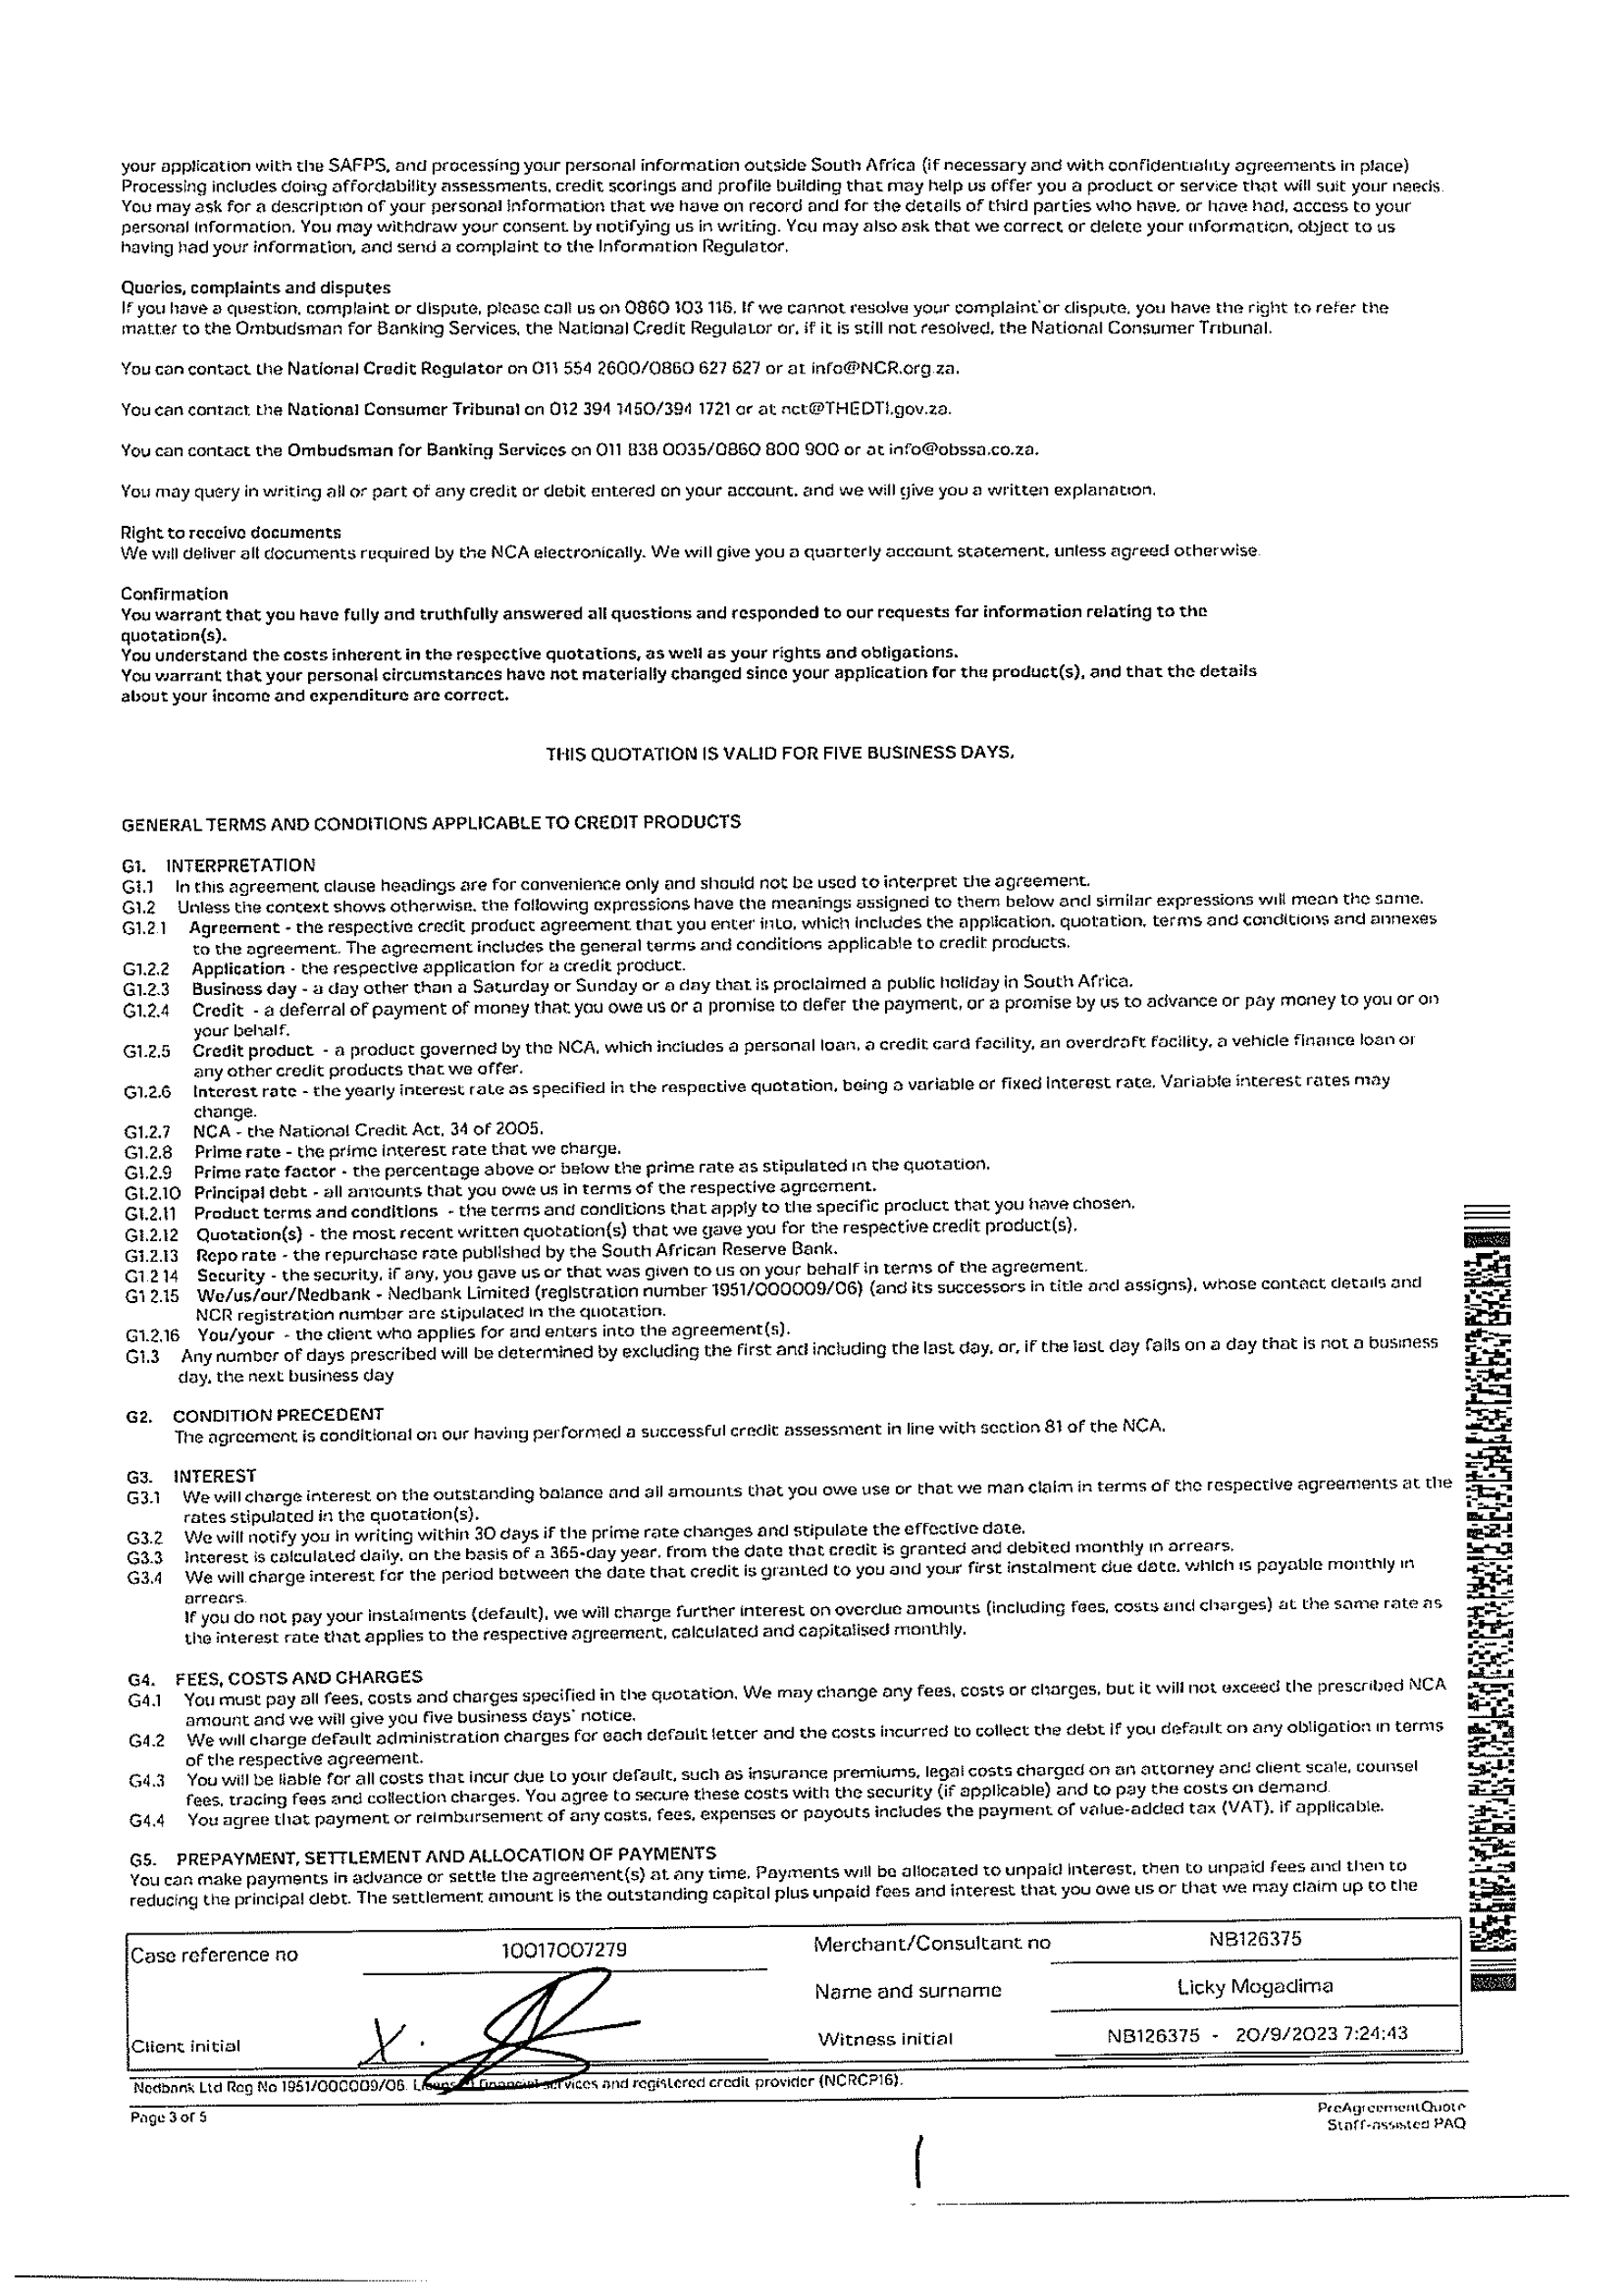 your application with the SAFPS, and processing your personal information outside South Africa (if necessary and with confidentiality agreements in place)
Processing includes doing affordability assessments, credit scorings and profile building that may help us offer you a product or service that will suit your needs.
You may ask for a description of your personal information that we have on record and for the details of third parties who have, or have had, access to your
personal information. You may withdraw your consent by notifying us in writing. You may also ask that we correct or delete your information, object to us
having had your information, and send a complaint to the Information Regulator.
Queries, complaints and disputes
If you have a question, complaint or dispute, please call us on 0860 103 116. If we cannot resolve your complaint or dispute, you have the right to refer the
matter to the Ombudsman for Banking Services, the National Credit Regulator or, if it is still not resolved, the National Consumer Tribunal.
You can contact the National Credit Regulator on 011 554 2600/0860 627 627 or at info@NCR.org.za.
You can contact the National Consumer Tribunal on 012 394 1450/394 1721 or at nct@THEDTI.gov.za.
You can contact the Ombudsman for Banking Services on 011 838 0035/0860 800 900 or at info@obssa.co.za.
You may query in writing all or part of any credit or debit entered on your account, and we will give you a written explanation.
Right to receive documents
We will deliver all documents required by the NCA electronically. We will give you a quarterly account statement, unless agreed otherwise.
Confirmation
You warrant that you have fully and truthfully answered all questions and responded to our requests for information relating to the
quotation(s).
You understand the costs inherent in the respective quotations, as well as your rights and obligations.
You warrant that your personal circumstances have not materially changed since your application for the product(s), and that the details
about your income and expenditure are correct.
THIS QUOTATION IS VALID FOR FIVE BUSINESS DAYS.
GENERAL TERMS AND CONDITIONS APPLICABLE TO CREDIT PRODUCTS
G1. INTERPRETATION
G1.1 In this agreement clause headings are for convenience only and should not be used to interpret the agreement.
G1.2 Unless the context shows otherwise, the following expressions have the meanings assigned to them below and similar expressions will mean the same.
G1.2.1 Agreement - the respective credit product agreement that you enter into, which includes the application, quotation, terms and conditions and annexes
to the agreement. The agreement includes the general terms and conditions applicable to credit products.
G1.2.2 Application - the respective application for a credit product.
G1.2.3 Business day - a day other than a Saturday or Sunday or a day that is proclaimed a public holiday in South Africa.
G1.2.4 Credit - a deferral of payment of money that you owe us or a promise to defer the payment, or a promise by us to advance or pay money to you or on
your behalf.
G1.2.5 Credit product - a product governed by the NCA, which includes a personal loan, a credit card facility, an overdraft facility, a vehicle finance loan or
any other credit products that we offer.
G1.2.6 Interest rate - the yearly interest rate as specified in the respective quotation, being a variable or fixed interest rate. Variable interest rates may
change.
G1.2.7 NCA - the National Credit Act, 34 of 2005.
G1.2.8 Prime rate - the prime interest rate that we charge.
G1.2.9 Prime rate factor - the percentage above or below the prime rate as stipulated in the quotation.
G1.2.10 Principal debt - all amounts that you owe us in terms of the respective agreement.
G1.2.11 Product terms and conditions - the terms and conditions that apply to the specific product that you have chosen.
G1.2.12 Quotation(s) - the most recent written quotation(s) that we gave you for the respective credit product(s).
G1.2.13 Repo rate - the repurchase rate published by the South African Reserve Bank.
G1.2 14 Security - the security, if any, you gave us or that was given to us on your behalf in terms of the agreement.
G1 2.15 We/us/our/Nedbank - Nedbank Limited (registration number 1951/000009/06) (and its successors in title and assigns), whose contact details and
NCR registration number are stipulated in the quotation.
G1.2.16 You/your - the client who applies for and enters into the agreement(s).
G1.3 Any number of days prescribed will be determined by excluding the first and including the last day, or, if the last day falls on a day that is not a business
day, the next business day
G2. CONDITION PRECEDENT
The agreement is conditional on our having performed a successful credit assessment in line with section 81 of the NCA.
G3. INTEREST
G3.1 We will charge interest on the outstanding balance and all amounts that you owe use or that we man claim in terms of the respective agreements at the
rates stipulated in the quotation(s).
G3.2 We will notify you in writing within 30 days if the prime rate changes and stipulate the effective date.
G3.3 Interest is calculated daily, on the basis of a 365-day year, from the date that credit is granted and debited monthly in arrears.
G3.4 We will charge interest for the period between the date that credit is granted to you and your first instalment due date, which is payable monthly in
arrears.
If you do not pay your instalments (default), we will charge further interest on overdue amounts (including fees, costs and charges) at the same rate as
the interest rate that applies to the respective agreement, calculated and capitalised monthly.
G4. FEES, COSTS AND CHARGES
G4.1 You must pay all fees, costs and charges specified in the quotation. We may change any fees, costs or charges, but it will not exceed the prescribed NCA
amount and we will give you five business days' notice.
G4.2 We will charge default administration charges for each default letter and the costs incurred to collect the debt if you default on any obligation in terms
of the respective agreement.
G4.3 You will be liable for all costs that incur due to your default, such as insurance premiums, legal costs charged on an attorney and client scale, counsel
fees, tracing fees and collection charges. You agree to secure these costs with the security (if applicable) and to pay the costs on demand.
G4.4 You agree that payment or reimbursement of any costs, fees, expenses or payouts includes the payment of value-added tax (VAT), if applicable.
G5. PREPAYMENT, SETTLEMENT AND ALLOCATION OF PAYMENTS
You can make payments in advance or settle the agreement(s) at any time. Payments will be allocated to unpaid interest, then to unpaid fees and then to
reducing the principal debt. The settlement amount is the outstanding capital plus unpaid fees and interest that you owe us or that we may claim up to the
Case reference no 10017007279 Merchant/Consultant no NB126375
Name and surname Licky Mogadima
Client initial X. Witness initial NB126375 - 20/9/2023 7:24:43
Nedbank Ltd Reg No 1951/000009/06. Licensed financial services and registered credit provider (NCRCP16).
Page 3 of 5
PreAgreementQuote
Staff-assisted PAQ